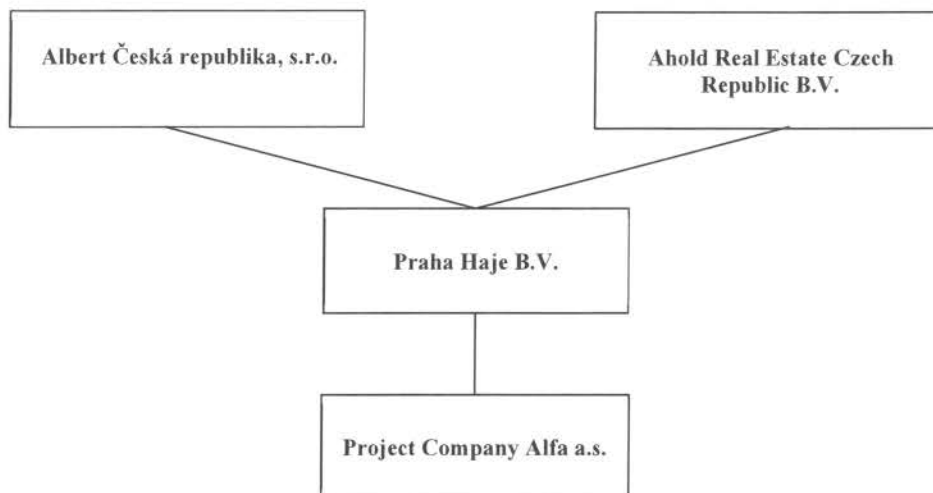 Albert Česká republika, s.r.o.
Ahold Real Estate Czech
Republic B.V.
Praha Haje B.V.
Project Company Alfa a.s.